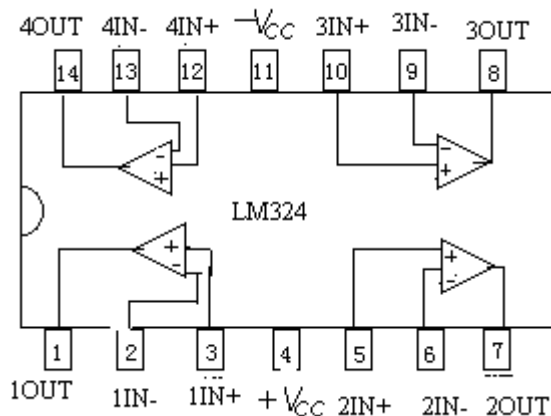 4OUT 4IN- 4IN+ -VCC 3IN+ 3IN- 3OUT
14 13 12 11 10 9 8
- - 
+ +
LM324
+ +
- -
1 2 3 4 5 6 7
1OUT 1IN- 1IN+ +VCC 2IN+ 2IN- 2OUT